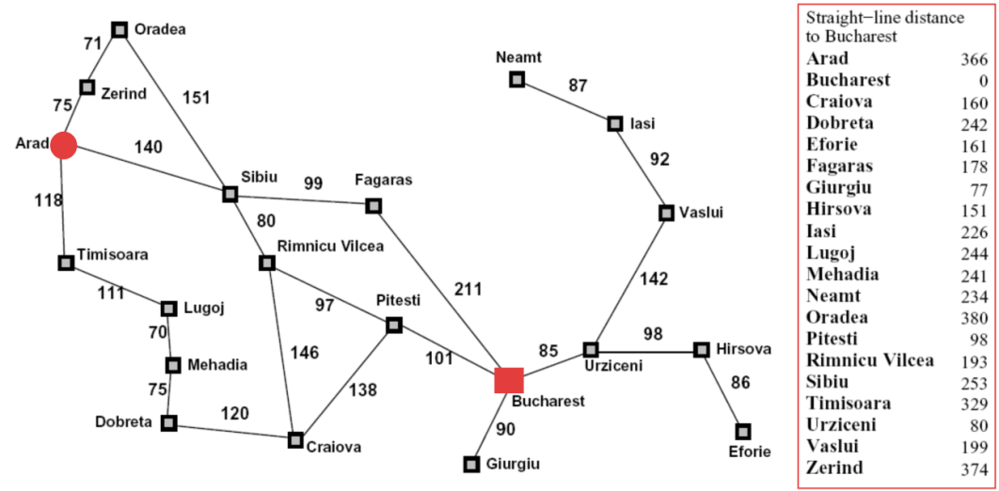 Oradea
71
Neamt
87
Zerind
151
75
Iasi
Arad
140
92
Sibiu
99
Fagaras
118
80
Vaslui
Timisoara
Rimnicu Vilcea
111
211
142
Lugoj
97
Pitesti
98
70
Mehadia
146
101
85
Hirsova
Urziceni
75
138
86
Dobreta
120
Bucharest
Craiova
90
Eforie
Giurgiu
Straight-line distance
to Bucharest
Arad 366
Bucharest 0
Craiova 160
Dobreta 242
Eforie 161
Fagaras 178
Giurgiu 77
Hirsova 151
Iasi 226
Lugoj 244
Mehadia 241
Neamt 234
Oradea 380
Pitesti 98
Rimnicu Vilcea 193
Sibiu 253
Timisoara 329
Urziceni 80
Vaslui 199
Zerind 374